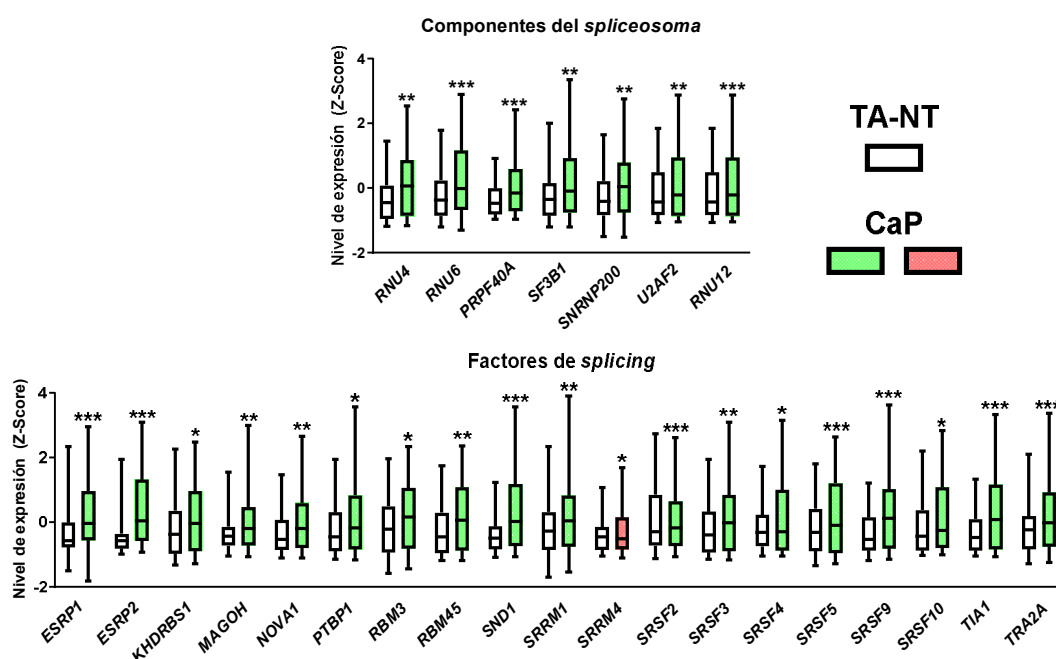 Componentes del spliceosoma
Nivel de expresión (Z-Score)
4
2
0
-2
** *** *** ** ** ** ***
RNU4 RNU6 PRPF40A SF3B1 SNRNP200 U2AF2 RNU12
TA-NT
CaP
Factores de splicing
Nivel de expresión (Z-Score)
4
2
0
-2
*** *** * ** ** * * ** *** ** * *** ** * *** *** * *** ***
ESRP1 ESRP2 KHDRBS1 MAGOH NOVA1 PTBP1 RBM3 RBM45 SND1 SRRM1 SRRM4 SRSF2 SRSF3 SRSF4 SRSF5 SRSF9 SRSF10 TIA1 TRA2A